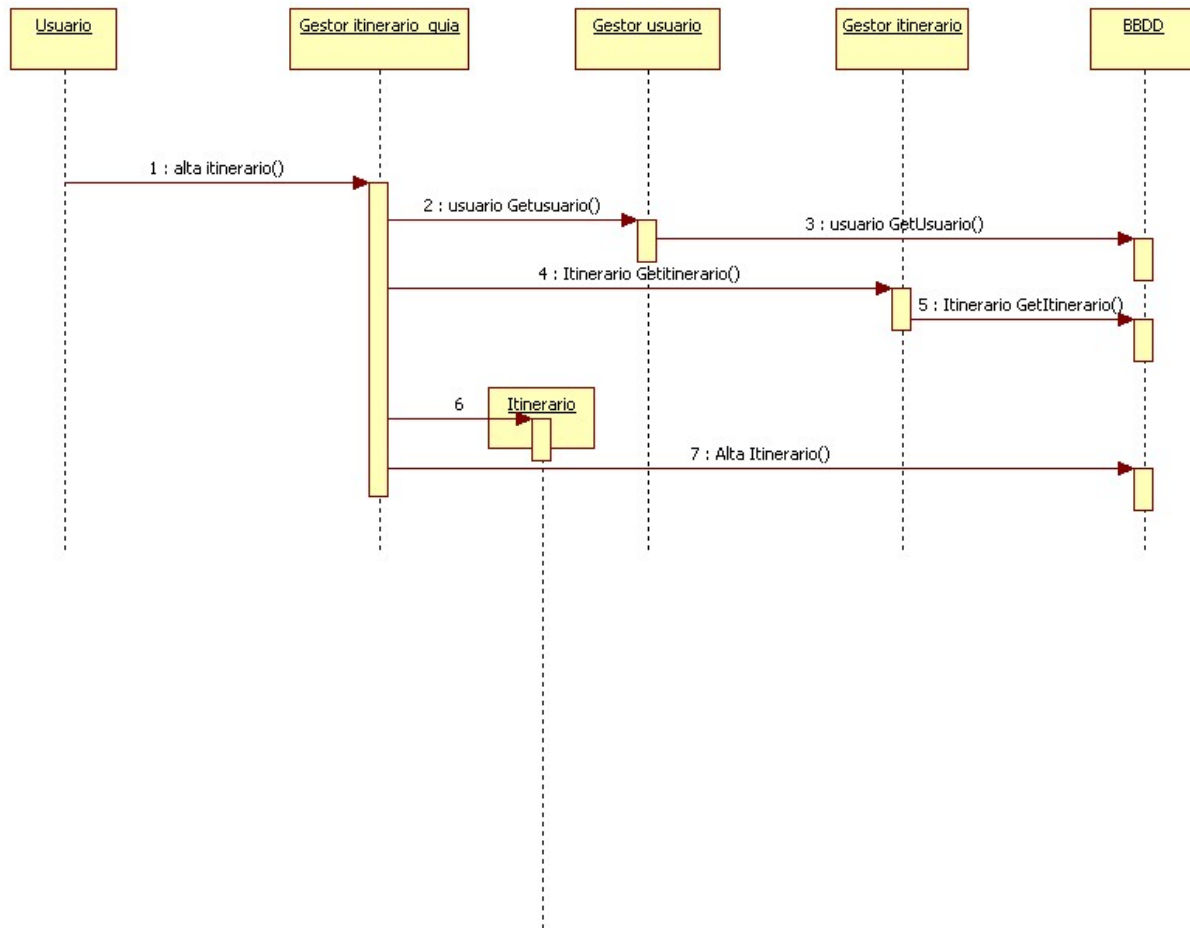 Usuario
Gestor itinerario_guia
Gestor usuario
Gestor itinerario
BBDD
1 : alta itinerario()
2 : usuario Getusuario()
3 : usuario GetUsuario()
4 : Itinerario Getitinerario()
5 : Itinerario GetItinerario()
6
Itinerario
7 : Alta Itinerario()